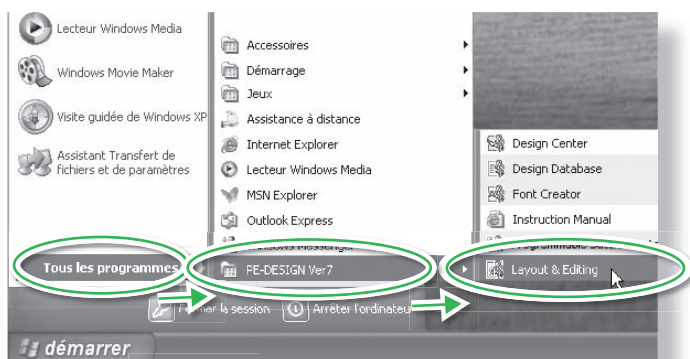 Lecteur Windows Media
Windows Movie Maker
Visite guidée de Windows XP
Assistant Transfert de
fichiers et de paramètres
Tous les programmes
Accessoires
Démarrage
Jeux
Assistance à distance
Internet Explorer
Lecteur Windows Media
MSN Explorer
Outlook Express
Windows Messenger
PE-DESIGN Ver7
Design Center
Design Database
Font Creator
Instruction Manual
Layout & Editing
la session
Arrêter l'ordinateur
démarrer